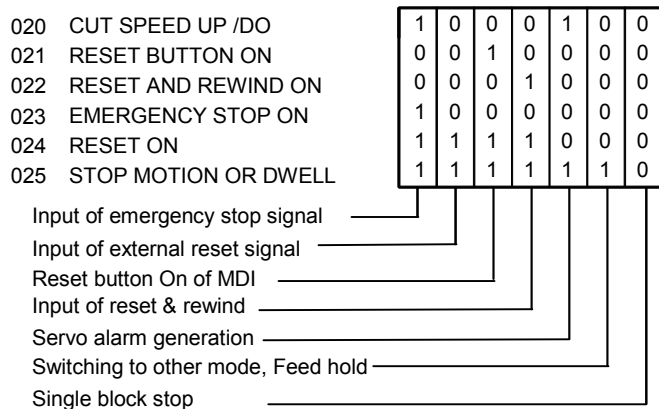 020 CUT SPEED UP /DO 1 0 0 0 1 0 0
021 RESET BUTTON ON 0 0 1 0 0 0 0
022 RESET AND REWIND ON 0 0 0 1 0 0 0
023 EMERGENCY STOP ON 1 0 0 0 0 0 0
024 RESET ON 1 1 1 1 0 0 0
025 STOP MOTION OR DWELL 1 1 1 1 1 1 0
Input of emergency stop signal
Input of external reset signal
Reset button On of MDI
Input of reset & rewind
Servo alarm generation
Switching to other mode, Feed hold
Single block stop